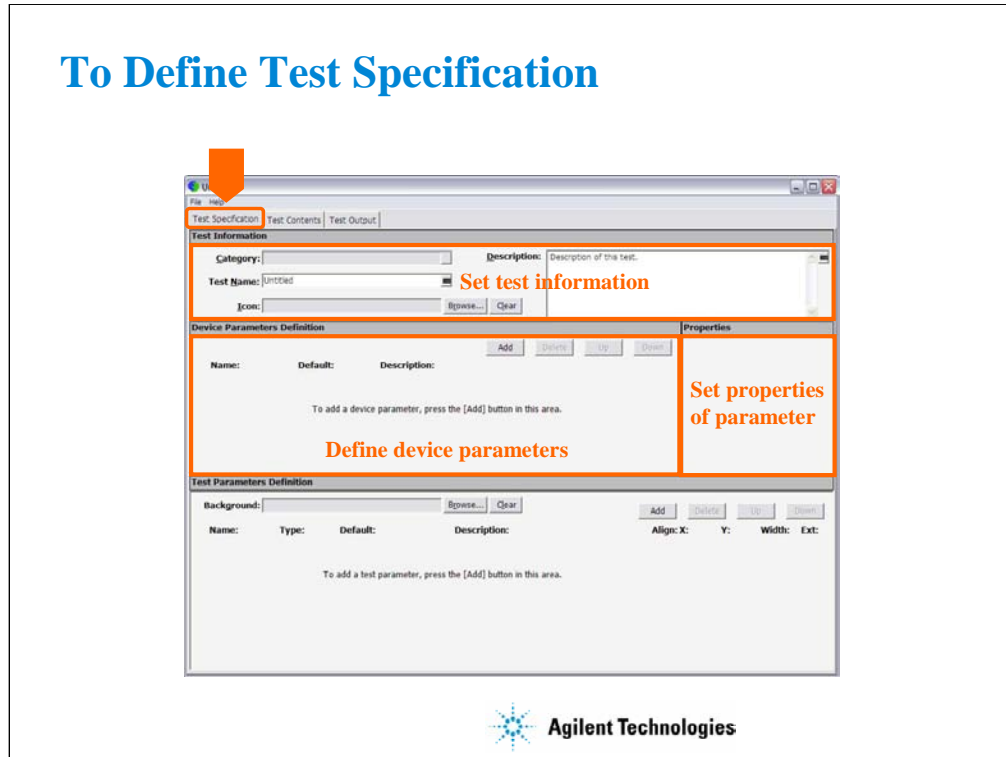 To Define Test Specification
File Help
Test Specification Test Contents Test Output
Test Information
Category: Description: Description of this test.
Test Name: Untitled Set test information
Icon: Browse... Clear
Device Parameters Definition Properties
Add Delete Up Down
Name: Default: Description:
Set properties
of parameter
To add a device parameter, press the [Add] button in this area.
Define device parameters
Test Parameters Definition
Background: Browse... Clear
Add Delete Up Down
Name: Type: Default: Description: Align: X: Y: Width: Ext:
To add a test parameter, press the [Add] button in this area.
Agilent Technologies